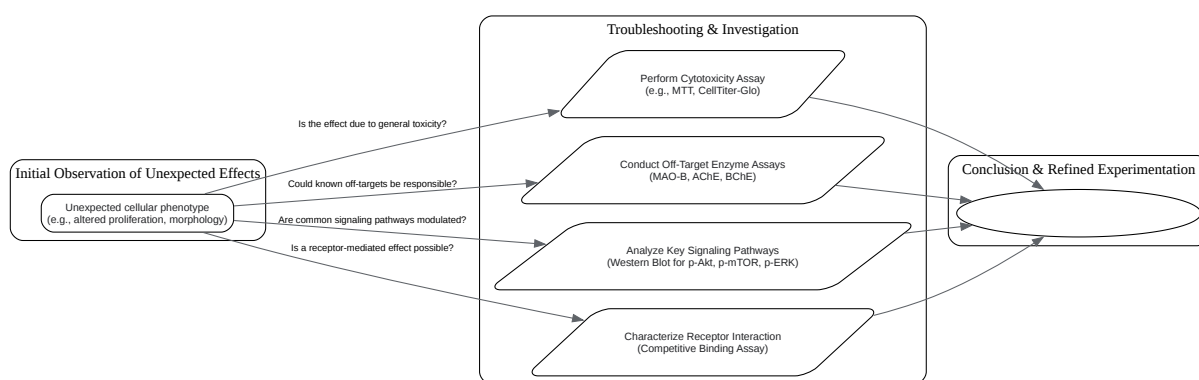 Troubleshooting & Investigation
Perform Cytotoxicity Assay
(e.g., MTT, CellTiter-Glo)
Is the effect due to general toxicity?
Initial Observation of Unexpected Effects
Unexpected cellular phenotype
(e.g., altered proliferation, morphology)
Could known off-targets be responsible?
Conduct Off-Target Enzyme Assays
(MAO-B, AChE, BChE)
Are common signaling pathways modulated?
Analyze Key Signaling Pathways
(Western Blot for p-Akt, p-mTOR, p-ERK)
Is a receptor-mediated effect possible?
Characterize Receptor Interaction
(Competitive Binding Assay)
Conclusion & Refined Experimentation